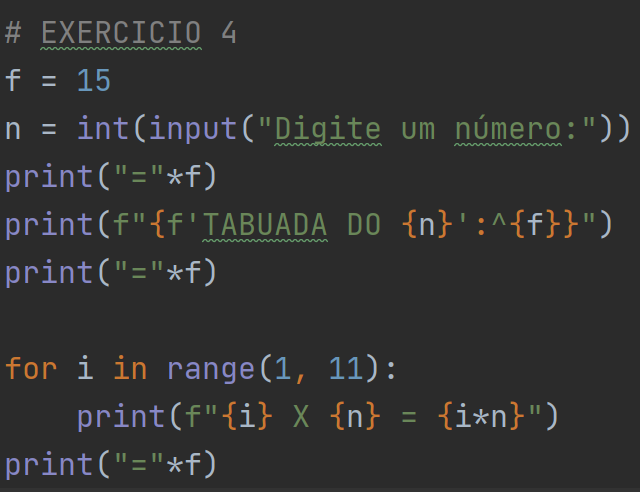 # EXERCICIO 4
f = 15
n = int(input("Digite um número:"))
print("="*f)
print(f"{f'TABUADA DO {n}':^{f}}")
print("="*f)

for i in range(1, 11):
    print(f"{i} X {n} = {i*n}")
print("="*f)